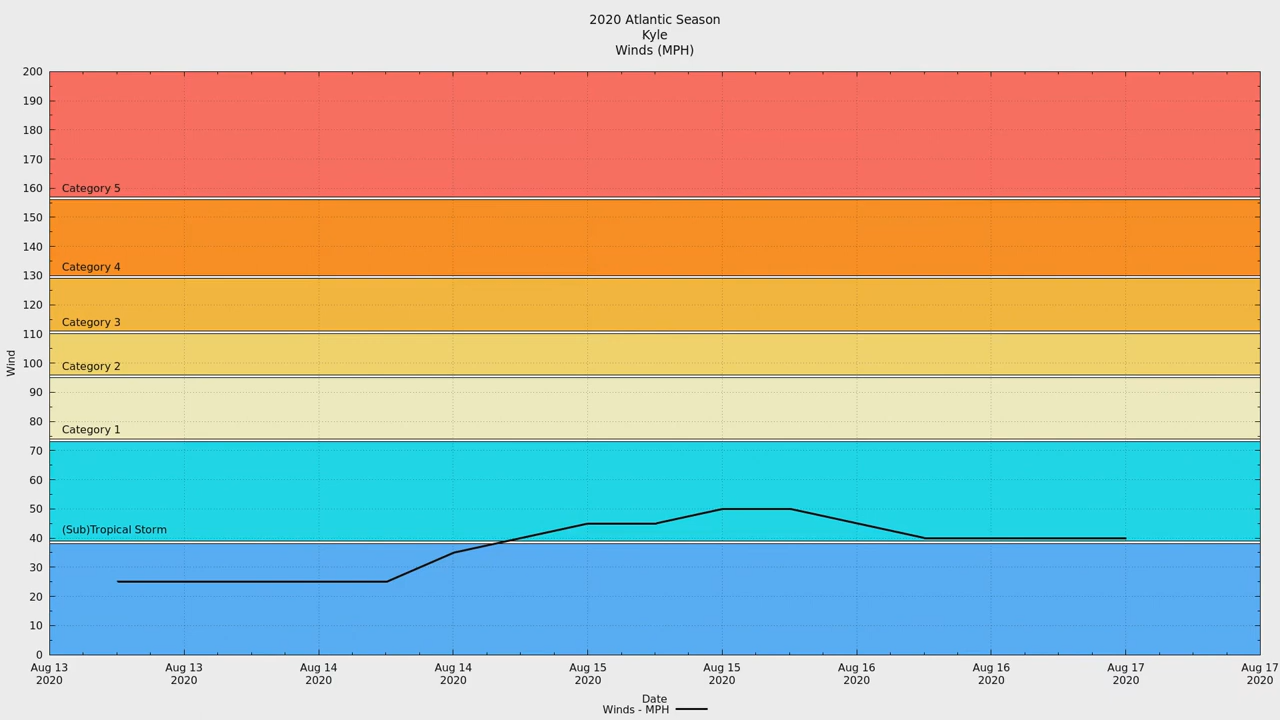 2020 Atlantic Season
Kyle
Winds (MPH)
200
190
180
170
160
Category 5
150
140
Category 4
130
120
Category 3
110
100
Category 2
90
80
Category 1
70
60
50
(Sub)Tropical Storm
40
30
20
10
0
Wind
Aug 13 Aug 13 Aug 14 Aug 14 Aug 15 Aug 15 Aug 16 Aug 16 Aug 17 Aug 17
2020 2020 2020 2020 2020 2020 2020 2020 2020 2020
Date
Winds - MPH